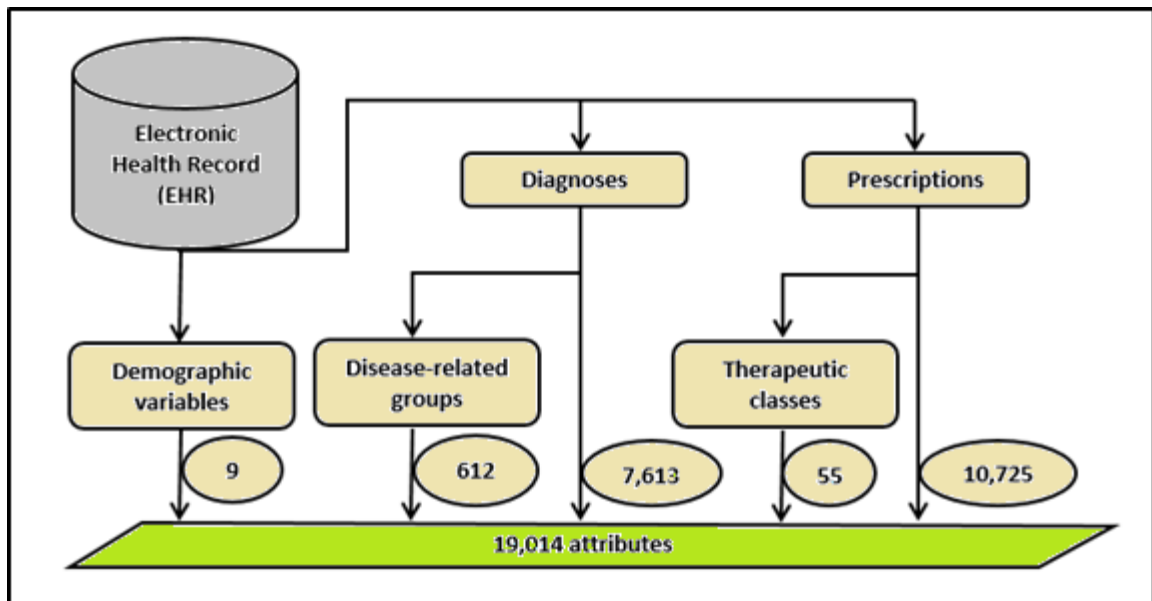 Electronic
Health Record
(EHR)
Diagnoses
Prescriptions
Demographic
variables
Disease-related
groups
Therapeutic
classes
9
612
7,613
55
10,725
19,014 attributes